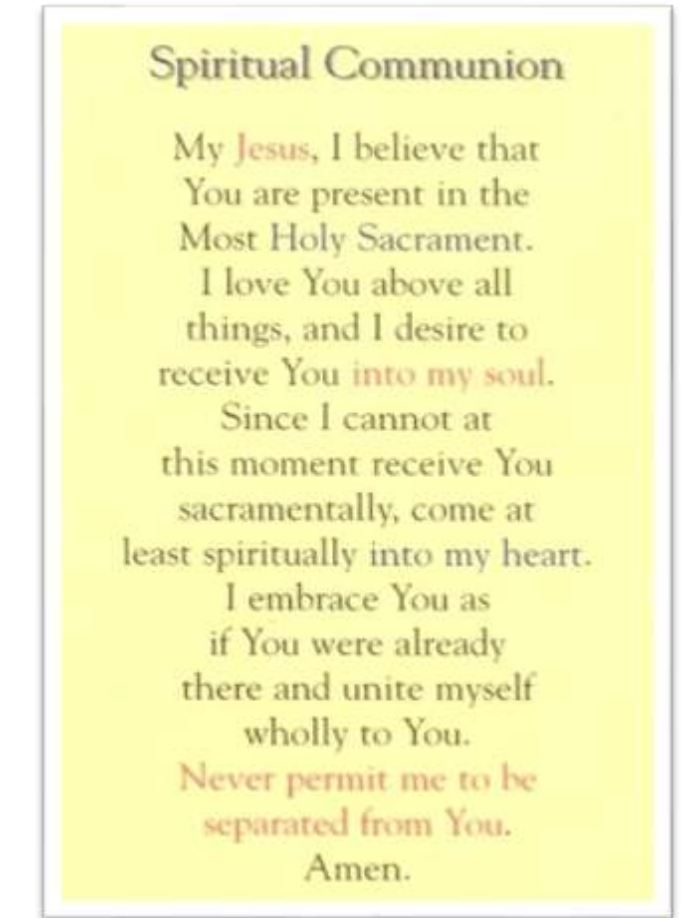 Spiritual Communion
My Jesus, I believe that
You are present in the
Most Holy Sacrament.
I love You above all
things, and I desire to
receive You into my soul.
Since I cannot at
this moment receive You
sacramentally, come at
least spiritually into my heart.
I embrace You as
if You were already
there and unite myself
wholly to You.
Never permit me to be
separated from You.
Amen.